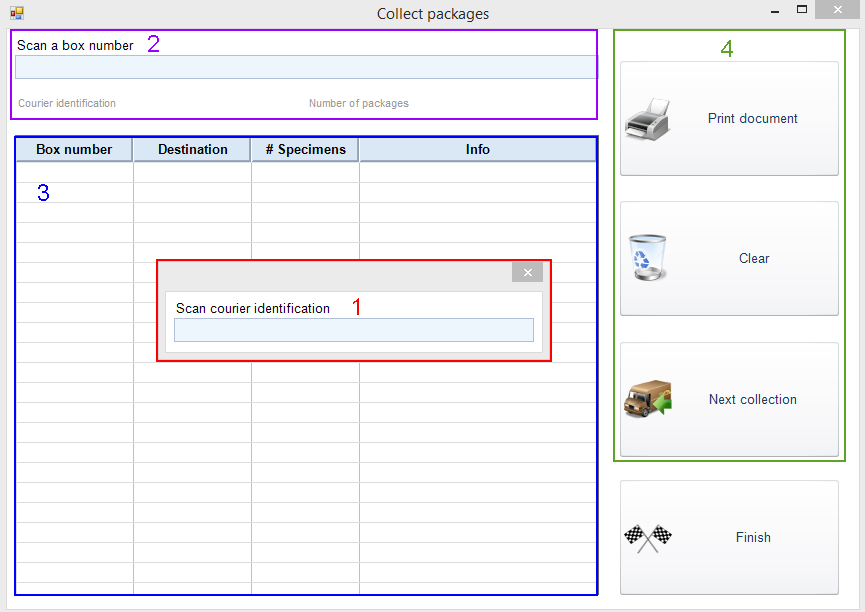 Collect packages
Scan a box number 2
Courier identification Number of packages
Box number Destination # Specimens Info
3
Scan courier identification 1
4
Print document
Clear
Next collection
Finish